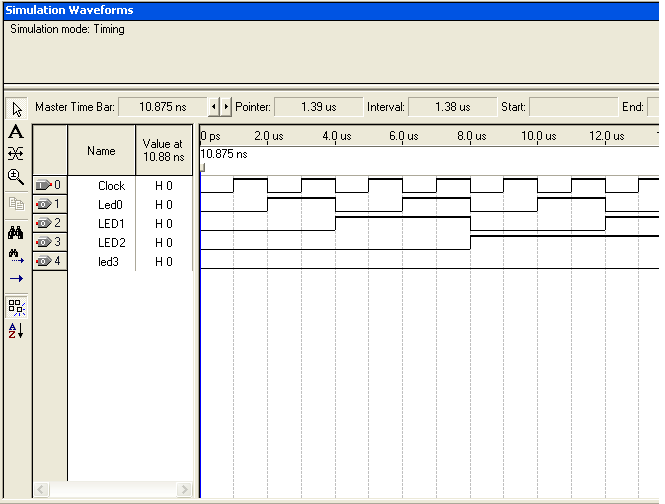 Simulation Waveforms
Simulation mode: Timing
Master Time Bar: 10.875 ns Pointer: 1.39 us Interval: 1.38 us Start: End:
Name
Value at
10.88 ns
0 ps 2.0 us 4.0 us 6.0 us 8.0 us 10.0 us 12.0 us
10.875 ns
0 Clock H 0
1 Led0 H 0
2 LED1 H 0
3 LED2 H 0
4 led3 H 0